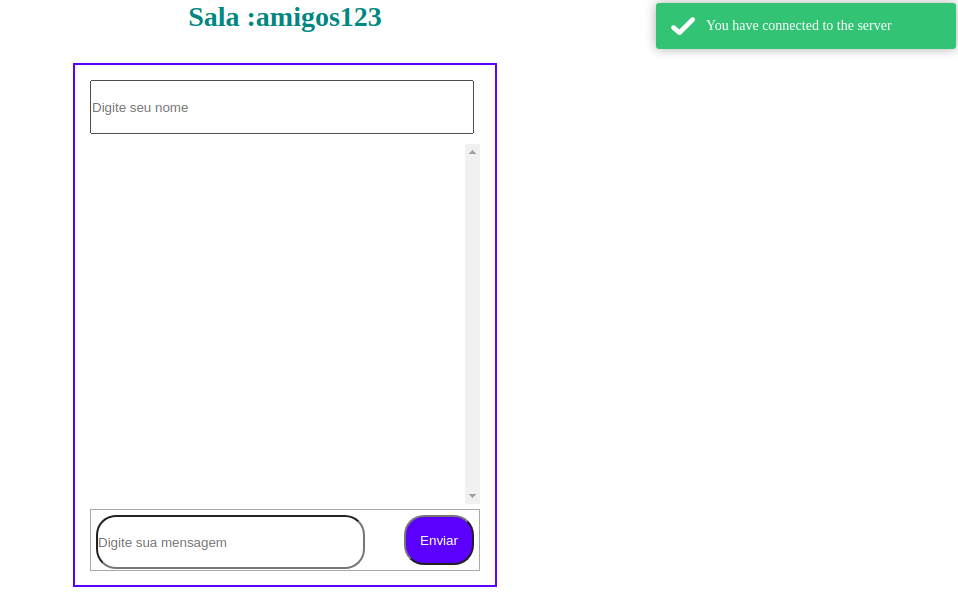 Sala :amigos123
You have connected to the server
Digite seu nome
Digite sua mensagem
Enviar